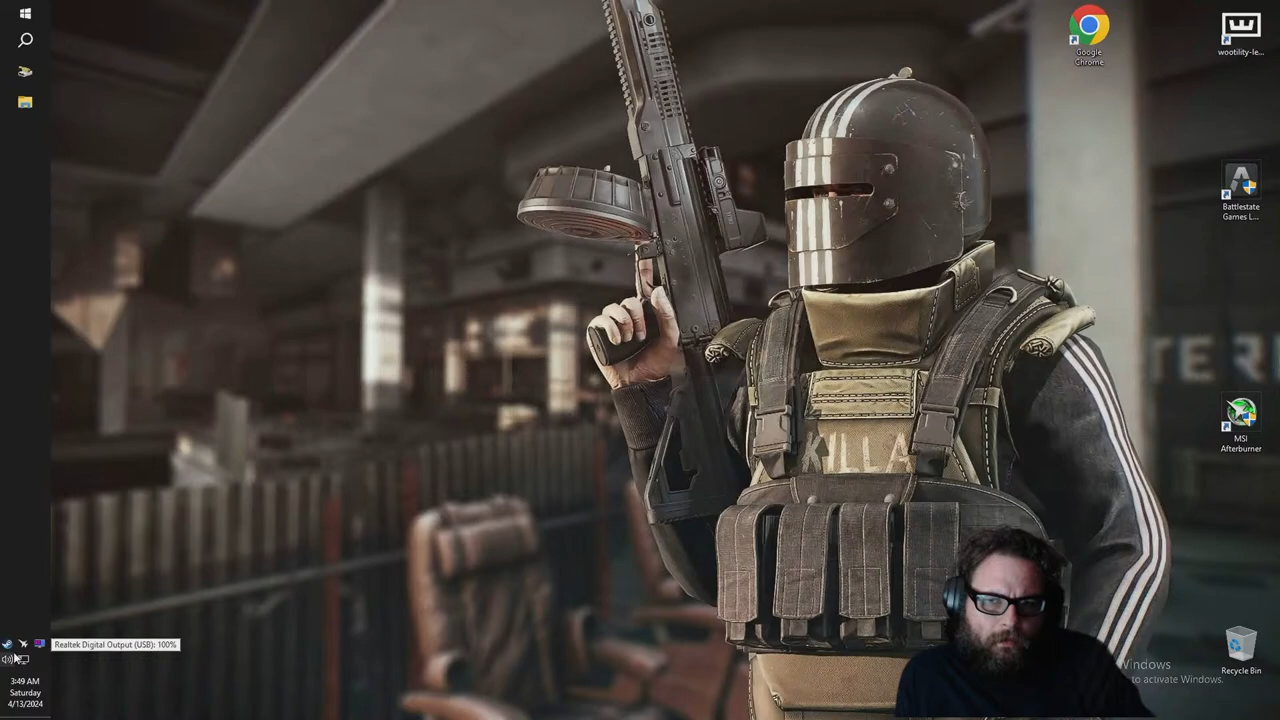 Google
Chrome
wootility-le...
Battlestate
Games L...
TER
KILLA
MSI
Afterburner
Realtek Digital Output (USB): 100%
3:49 AM
Saturday
4/13/2024
Windows
to activate Windows.
Recycle Bin